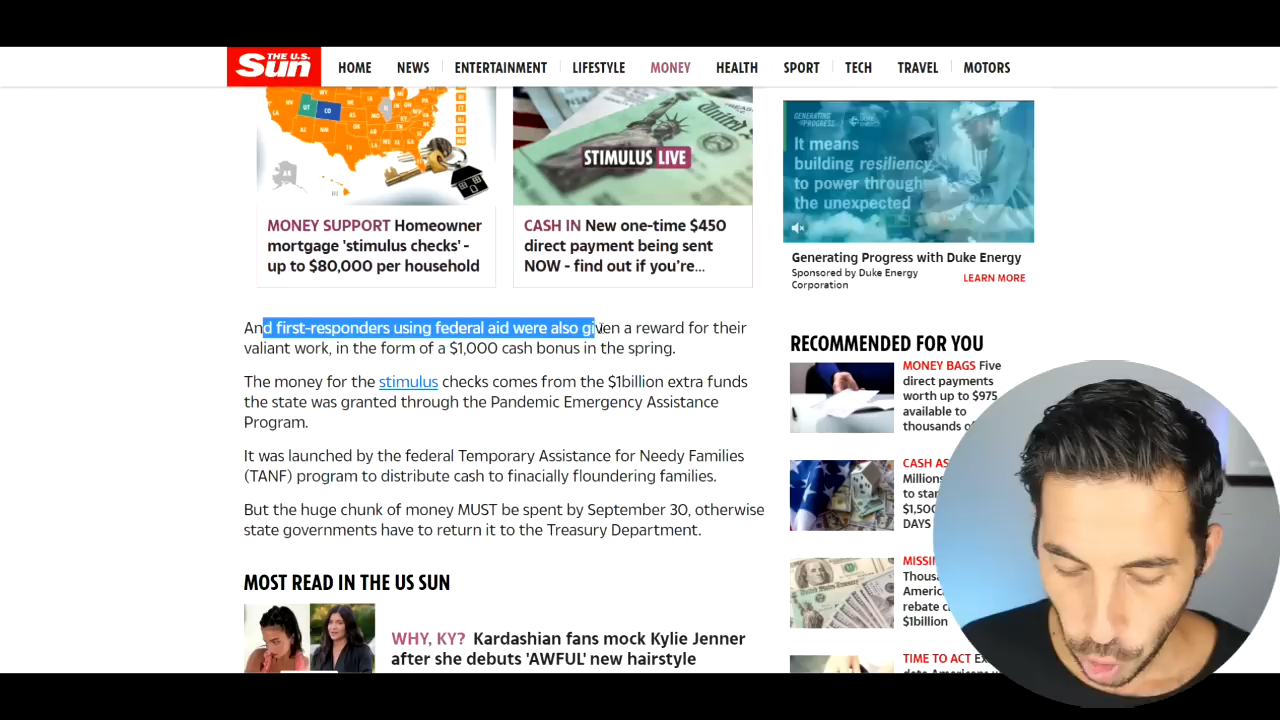 THE U.S.
Sun
HOME
NEWS
ENTERTAINMENT
LIFESTYLE
MONEY
HEALTH
SPORT
TECH
TRAVEL
MOTORS
UT
CO
AK
MONEY SUPPORT Homeowner
mortgage 'stimulus checks' -
up to $80,000 per household
STIMULUS LIVE
CASH IN New one-time $450
direct payment being sent
NOW - find out if you're...
GENERATING
PROGRESS
It means
building resiliency
to power through
the unexpected
Generating Progress with Duke Energy
Sponsored by Duke Energy
Corporation
LEARN MORE
And first-responders using federal aid were also given a reward for their
valiant work, in the form of a $1,000 cash bonus in the spring.
The money for the stimulus checks comes from the $1billion extra funds
the state was granted through the Pandemic Emergency Assistance
Program.
It was launched by the federal Temporary Assistance for Needy Families
(TANF) program to distribute cash to finacially floundering families.
But the huge chunk of money MUST be spent by September 30, otherwise
state governments have to return it to the Treasury Department.
MOST READ IN THE US SUN
WHY, KY? Kardashian fans mock Kylie Jenner
after she debuts 'AWFUL' new hairstyle
RECOMMENDED FOR YOU
MONEY BAGS Five
direct payments
worth up to $975
available to
thousands
CASH
Millions
to
$1,500
DAYS
$1billion
TIME TO ACT